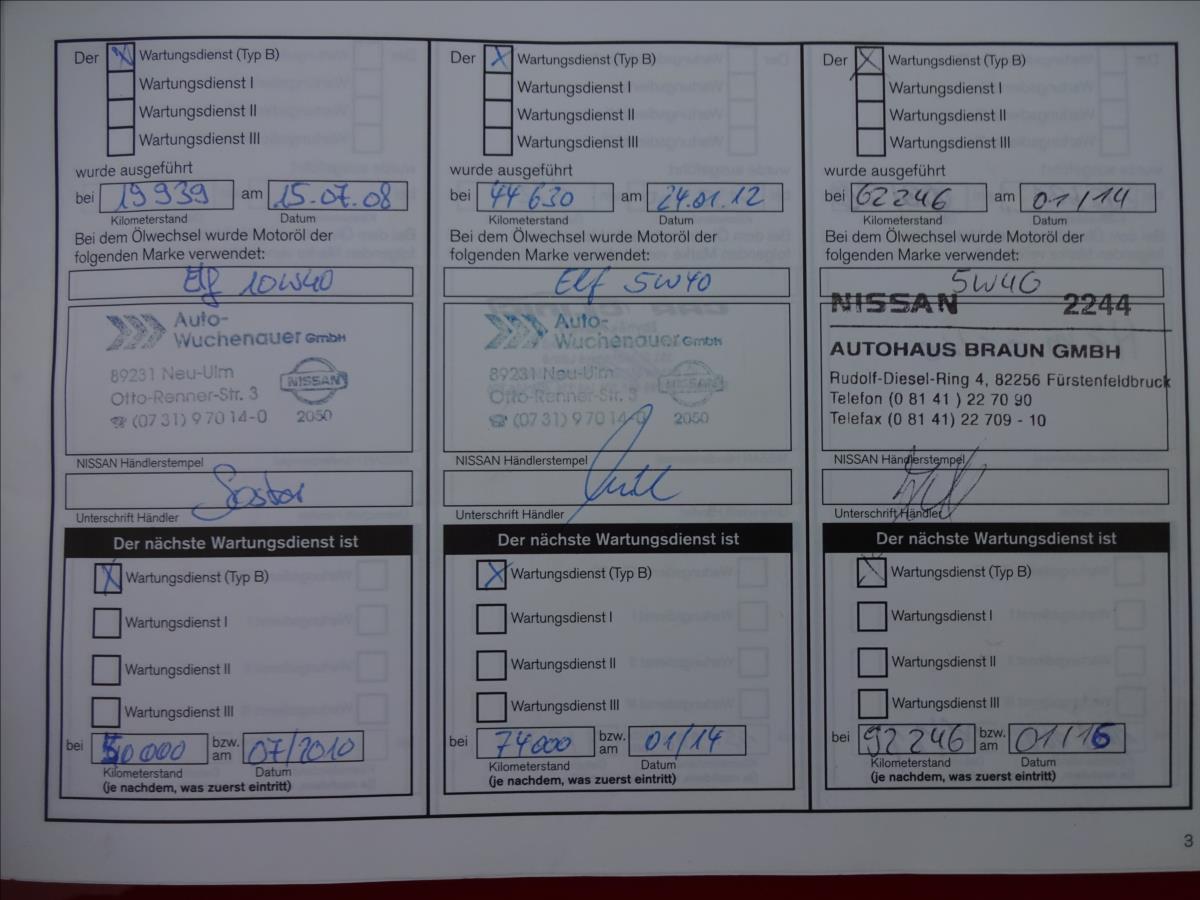 Der Wartungsdienst (Typ B)
Wartungsdienst I
Wartungsdienst II
Wartungsdienst III
wurde ausgeführt
bei 19939 am 15.07.08
Kilometerstand Datum
Bei dem Ölwechsel wurde Motoröl der
folgenden Marke verwendet:
Elf 10W40
Auto-
Wuchenauer GmbH
89231 Neu-Ulm
Otto-Renner-Str. 3
☎ (07 31) 9 70 14-0
NISSAN
2050
NISSAN Händlerstempel
Unterschrift Händler
Der nächste Wartungsdienst ist
Wartungsdienst (Typ B)
Wartungsdienst I
Wartungsdienst II
Wartungsdienst III
bei 50000 bzw. am 07/2010
Kilometerstand Datum
(je nachdem, was zuerst eintritt)
Der Wartungsdienst (Typ B)
Wartungsdienst I
Wartungsdienst II
Wartungsdienst III
wurde ausgeführt
bei 44630 am 24.01.12
Kilometerstand Datum
Bei dem Ölwechsel wurde Motoröl der
folgenden Marke verwendet:
Elf 5W40
Auto-
Wuchenauer GmbH
89231 Neu-Ulm
Otto-Renner-Str. 3
☎ (07 31) 9 70 14-0
NISSAN
2050
NISSAN Händlerstempel
Unterschrift Händler
Der nächste Wartungsdienst ist
Wartungsdienst (Typ B)
Wartungsdienst I
Wartungsdienst II
Wartungsdienst III
bei 74000 bzw. am 01/14
Kilometerstand Datum
(je nachdem, was zuerst eintritt)
Der Wartungsdienst (Typ B)
Wartungsdienst I
Wartungsdienst II
Wartungsdienst III
wurde ausgeführt
bei 62246 am 01/14
Kilometerstand Datum
Bei dem Ölwechsel wurde Motoröl der
folgenden Marke verwendet:
5W40
NISSAN 2244
AUTOHAUS BRAUN GMBH
Rudolf-Diesel-Ring 4, 82256 Fürstenfeldbruck
Telefon (0 81 41 ) 22 70 90
Telefax (0 81 41) 22 709 - 10
NISSAN Händlerstempel
Unterschrift Händler
Der nächste Wartungsdienst ist
Wartungsdienst (Typ B)
Wartungsdienst I
Wartungsdienst II
Wartungsdienst III
bei 92246 bzw. am 01/16
Kilometerstand Datum
(je nachdem, was zuerst eintritt)
3